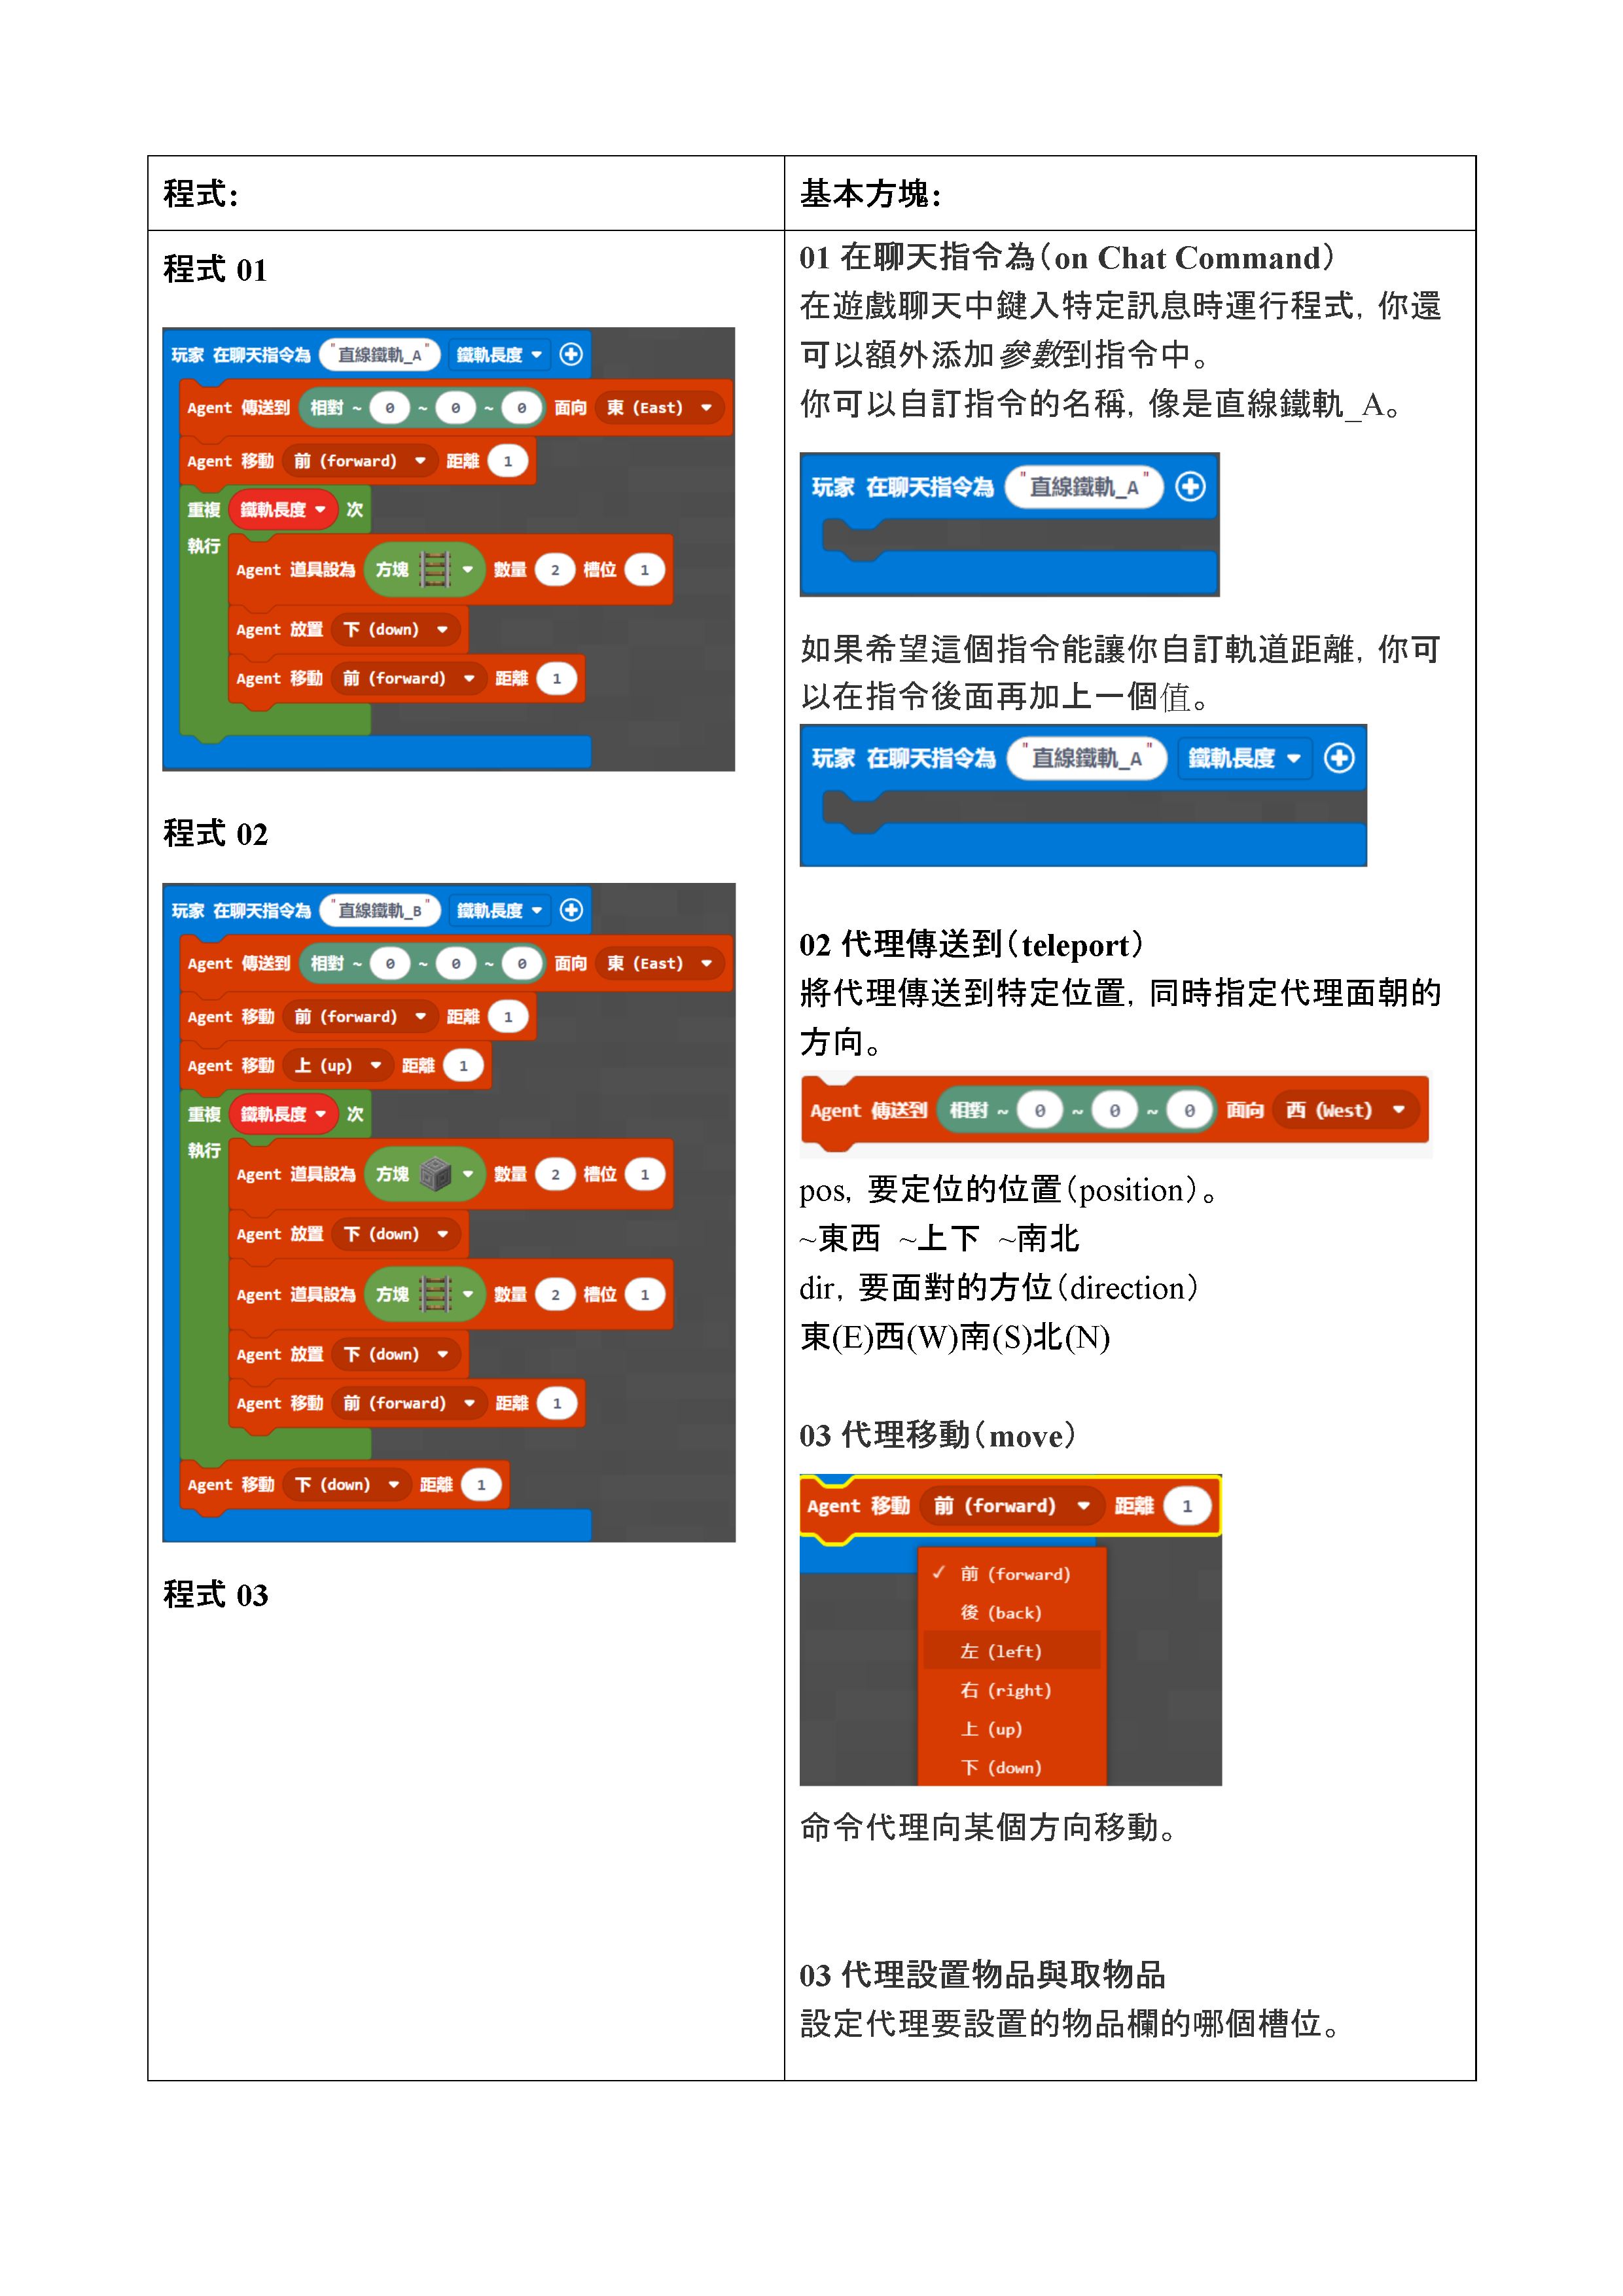 程式：
基本方塊：
程式 01
玩家 在聊天指令為 "直線鐵軌_A" 鐵軌長度
Agent 傳送到 相對 ~ 0 ~ 0 ~ 0 面向 東 (East)
Agent 移動 前 (forward) 距離 1
重複 鐵軌長度 次
執行
Agent 道具設為 方塊 數量 2 槽位 1
Agent 放置 下 (down)
Agent 移動 前 (forward) 距離 1
程式 02
玩家 在聊天指令為 "直線鐵軌_B" 鐵軌長度
Agent 傳送到 相對 ~ 0 ~ 0 ~ 0 面向 東 (East)
Agent 移動 前 (forward) 距離 1
Agent 移動 上 (up) 距離 1
重複 鐵軌長度 次
執行
Agent 道具設為 方塊 數量 2 槽位 1
Agent 放置 下 (down)
Agent 道具設為 方塊 數量 2 槽位 1
Agent 放置 下 (down)
Agent 移動 前 (forward) 距離 1
Agent 移動 下 (down) 距離 1
程式 03
01 在聊天指令為（on Chat Command）
在遊戲聊天中鍵入特定訊息時運行程式，你還
可以額外添加參數到指令中。
你可以自訂指令的名稱，像是直線鐵軌_A。
玩家 在聊天指令為 "直線鐵軌_A"
如果希望這個指令能讓你自訂軌道距離，你可
以在指令後面再加上一個值。
玩家 在聊天指令為 "直線鐵軌_A" 鐵軌長度
02 代理傳送到（teleport）
將代理傳送到特定位置，同時指定代理面朝的
方向。
Agent 傳送到 相對 ~ 0 ~ 0 ~ 0 面向 西 (West)
pos，要定位的位置（position）。
~東西 ~上下 ~南北
dir，要面對的方位（direction）
東(E)西(W)南(S)北(N)
03 代理移動（move）
Agent 移動 前 (forward) 距離 1
✓ 前 (forward)
後 (back)
左 (left)
右 (right)
上 (up)
下 (down)
命令代理向某個方向移動。
03 代理設置物品與取物品
設定代理要設置的物品欄的哪個槽位。